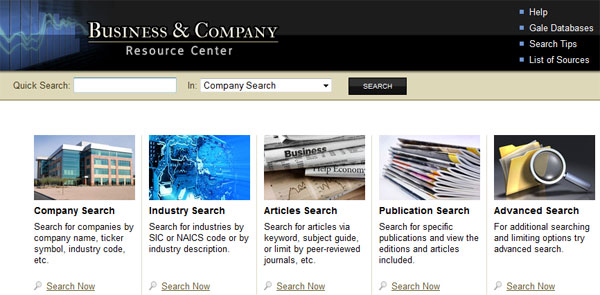 BUSINESS & COMPANY
Resource Center
Help
Gale Databases
Search Tips
List of Sources
Quick Search:
In:
Company Search
SEARCH
Business
Help Economy
Company Search
Search for companies by
company name, ticker
symbol, industry code,
etc.
Search Now
Industry Search
Search for industries by
SIC or NAICS code or by
industry description.
Search Now
Articles Search
Search for articles via
keyword, subject guide,
or limit by peer-reviewed
journals, etc.
Search Now
Publication Search
Search for specific
publications and view the
editions and articles
included.
Search Now
Advanced Search
For additional searching
and limiting options try
advanced search.
Search Now